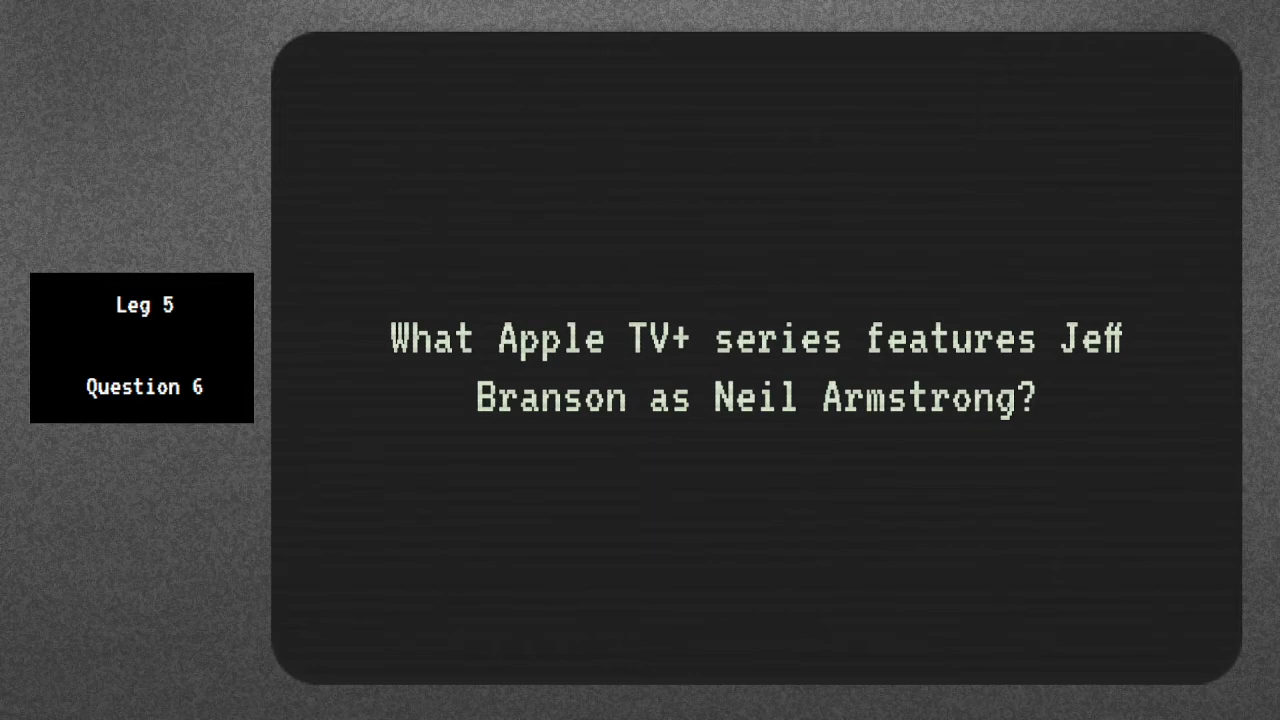 Leg 5
Question 6
What Apple TV+ series features Jeff
Branson as Neil Armstrong?